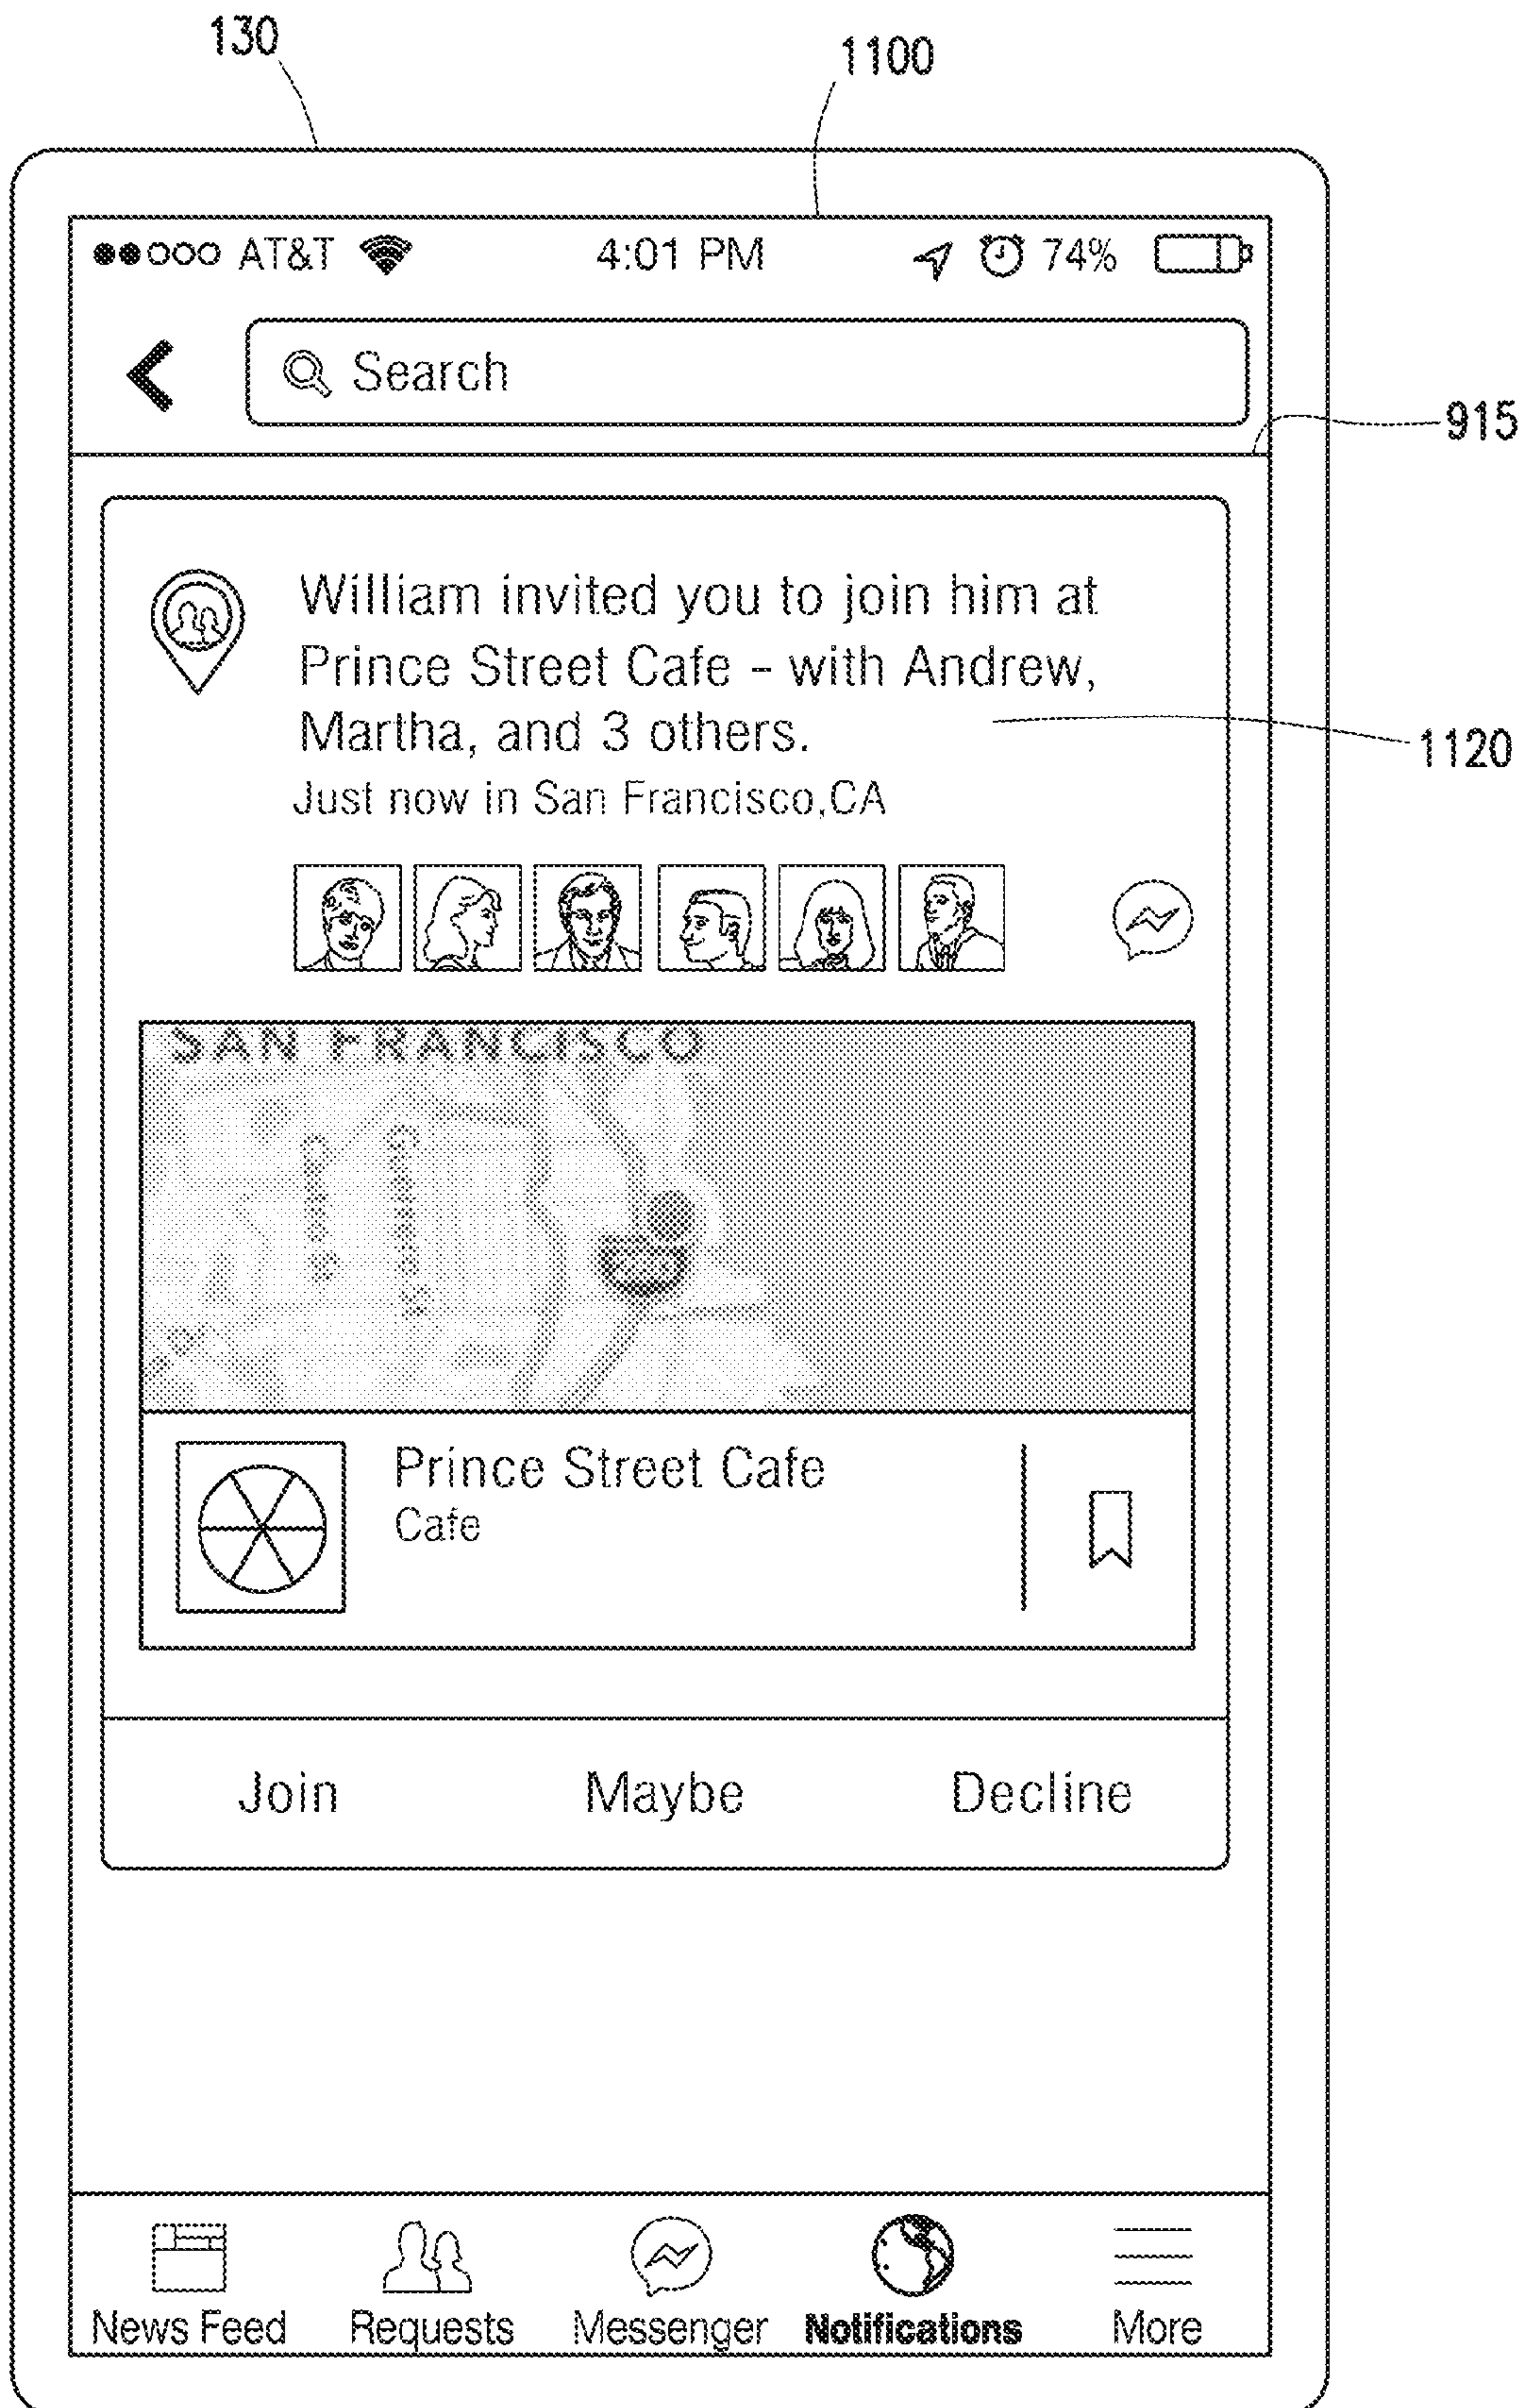 130
1100
AT&T 4:01 PM 74%
Search
915
William invited you to join him at
Prince Street Cafe - with Andrew,
Martha, and 3 others.
1120
Just now in San Francisco,CA
SAN FRANCISCO
Prince Street Cafe
Cafe
Join Maybe Decline
News Feed Requests Messenger Notifications More